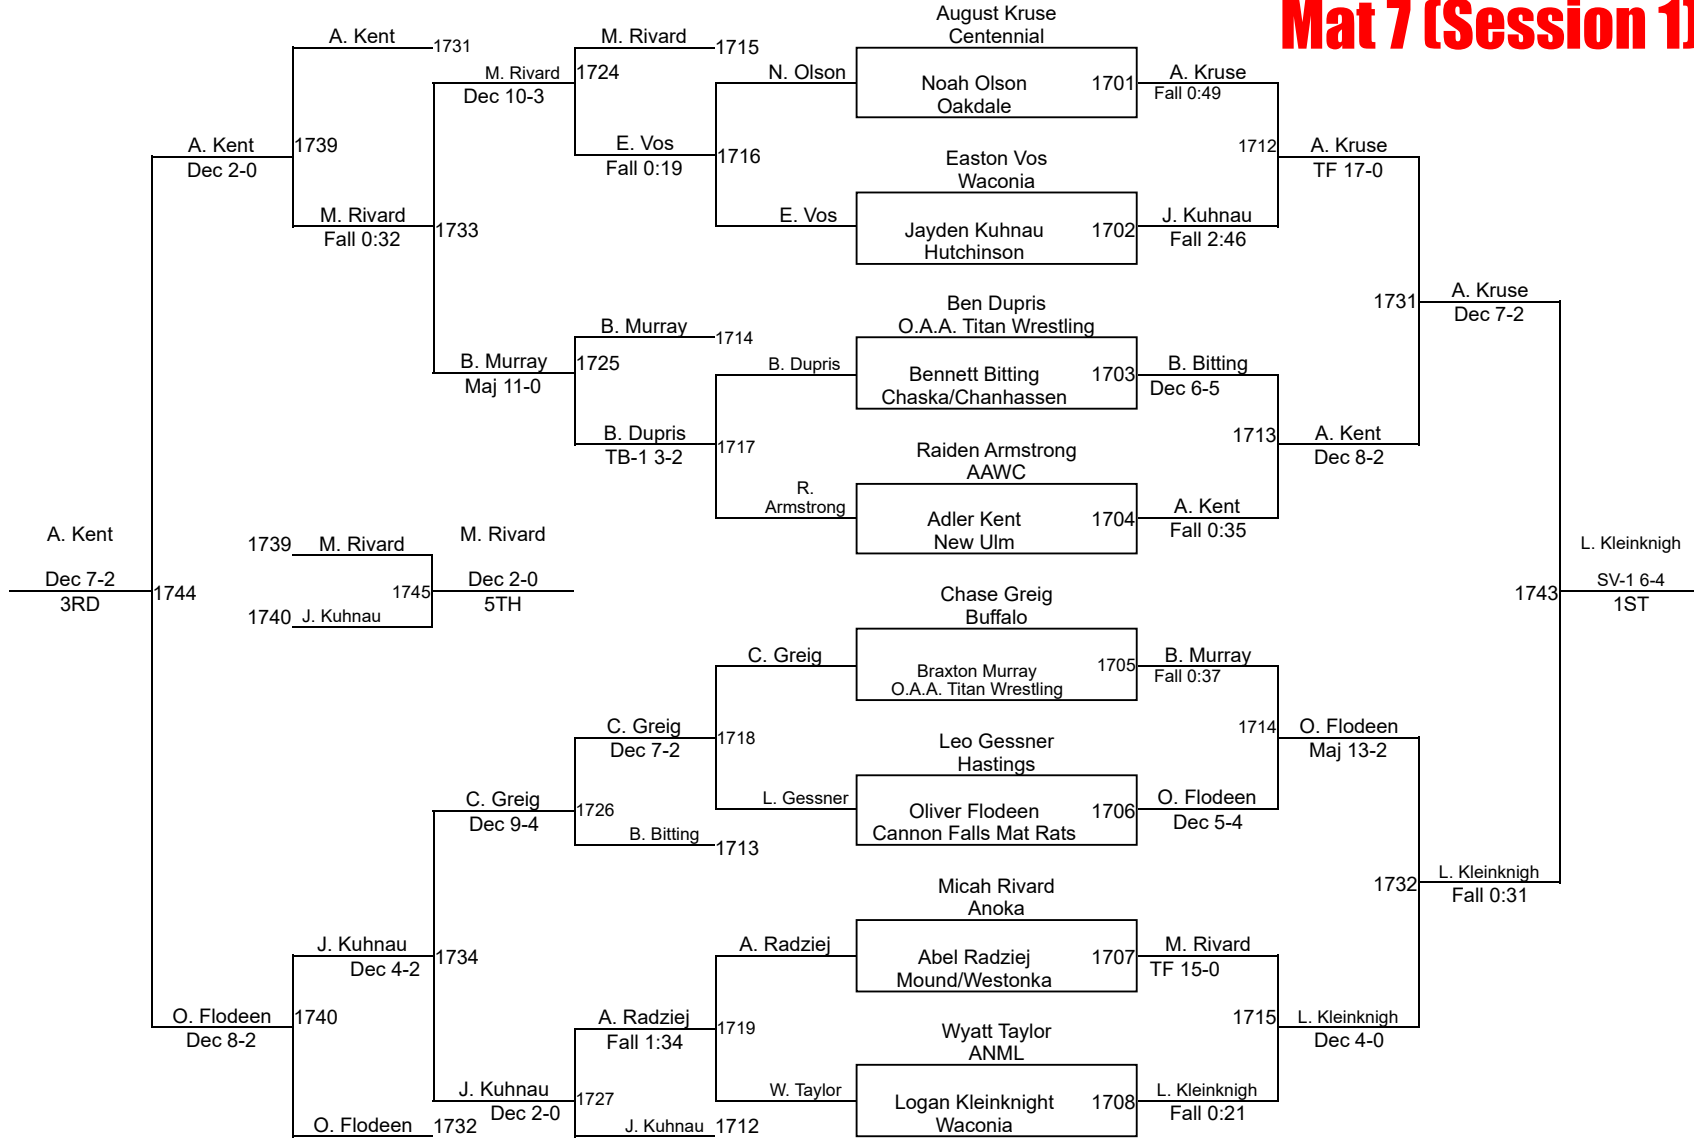 Mat 7 (Session 1)
August Kruse
Centennial
Noah Olson
Oakdale
1701
A. Kruse
Fall 0:49
Easton Vos
Waconia
Jayden Kuhnau
Hutchinson
1702
J. Kuhnau
Fall 2:46
1712
A. Kruse
TF 17-0
Ben Dupris
O.A.A. Titan Wrestling
Bennett Bitting
Chaska/Chanhassen
1703
B. Bitting
Dec 6-5
Raiden Armstrong
AAWC
Adler Kent
New Ulm
1704
A. Kent
Fall 0:35
1713
A. Kent
Dec 8-2
1731
A. Kruse
Dec 7-2
Chase Greig
Buffalo
Braxton Murray
O.A.A. Titan Wrestling
1705
B. Murray
Fall 0:37
Leo Gessner
Hastings
Oliver Flodeen
Cannon Falls Mat Rats
1706
O. Flodeen
Dec 5-4
1714
O. Flodeen
Maj 13-2
Micah Rivard
Anoka
Abel Radziej
Mound/Westonka
1707
M. Rivard
TF 15-0
Wyatt Taylor
ANML
Logan Kleinknight
Waconia
1708
L. Kleinknigh
Fall 0:21
1715
L. Kleinknigh
Dec 4-0
1732
L. Kleinknigh
Fall 0:31
1743
L. Kleinknigh
SV-1 6-4
1ST
N. Olson
E. Vos
1716
E. Vos
Fall 0:19
M. Rivard
1715
1724
M. Rivard
Dec 10-3
B. Dupris
R.
Armstrong
1717
B. Dupris
TB-1 3-2
B. Murray
1714
1725
B. Murray
Maj 11-0
1733
M. Rivard
Fall 0:32
A. Kent
1731
1739
A. Kent
Dec 2-0
C. Greig
L. Gessner
1718
C. Greig
Dec 7-2
B. Bitting
1713
1726
C. Greig
Dec 9-4
A. Radziej
W. Taylor
1719
A. Radziej
Fall 1:34
J. Kuhnau
1712
1727
J. Kuhnau
Dec 2-0
1734
J. Kuhnau
Dec 4-2
O. Flodeen
1732
1740
O. Flodeen
Dec 8-2
1744
A. Kent
Dec 7-2
3RD
1739
M. Rivard
1740
J. Kuhnau
1745
M. Rivard
Dec 2-0
5TH